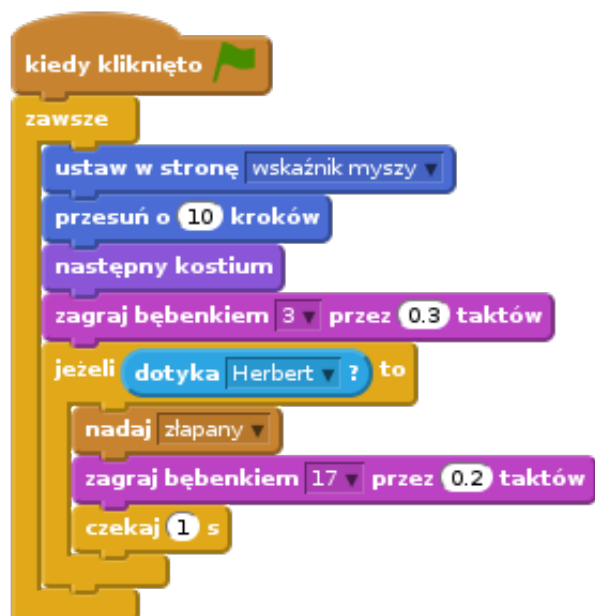 kiedy kliknięto
zawsze
ustaw w stronę wskaźnik myszy
przesuń o 10 kroków
następny kostium
zagraj bębenkiem 3 przez 0.3 taktów
jeżeli dotyka Herbert ? to
nadaj złapany
zagraj bębenkiem 17 przez 0.2 taktów
czekaj 1 s